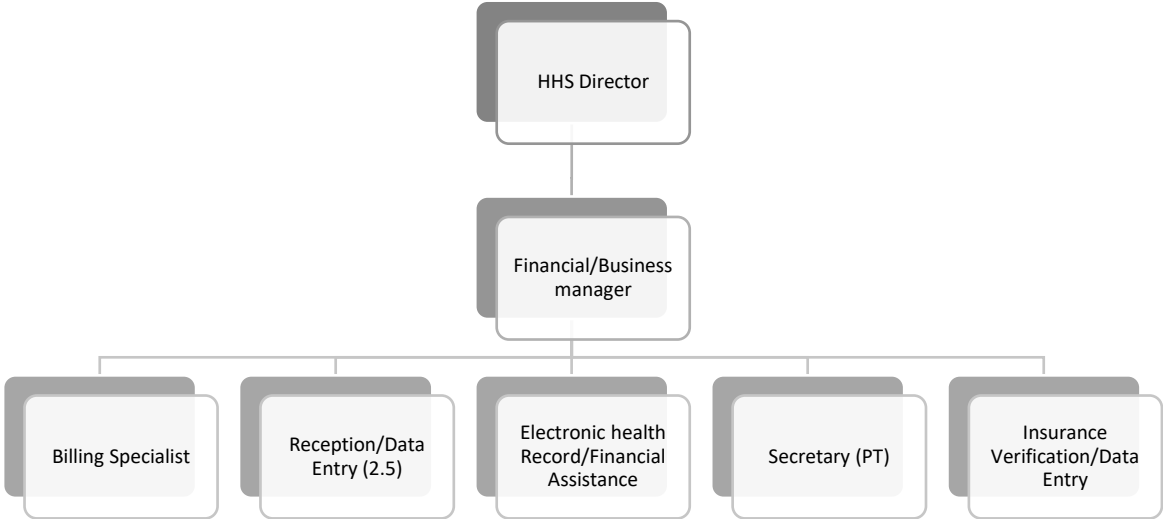 HHS Director
Financial/Business
manager
Billing Specialist
Reception/Data
Entry (2.5)
Electronic health
Record/Financial
Assistance
Secretary (PT)
Insurance
Verification/Data
Entry